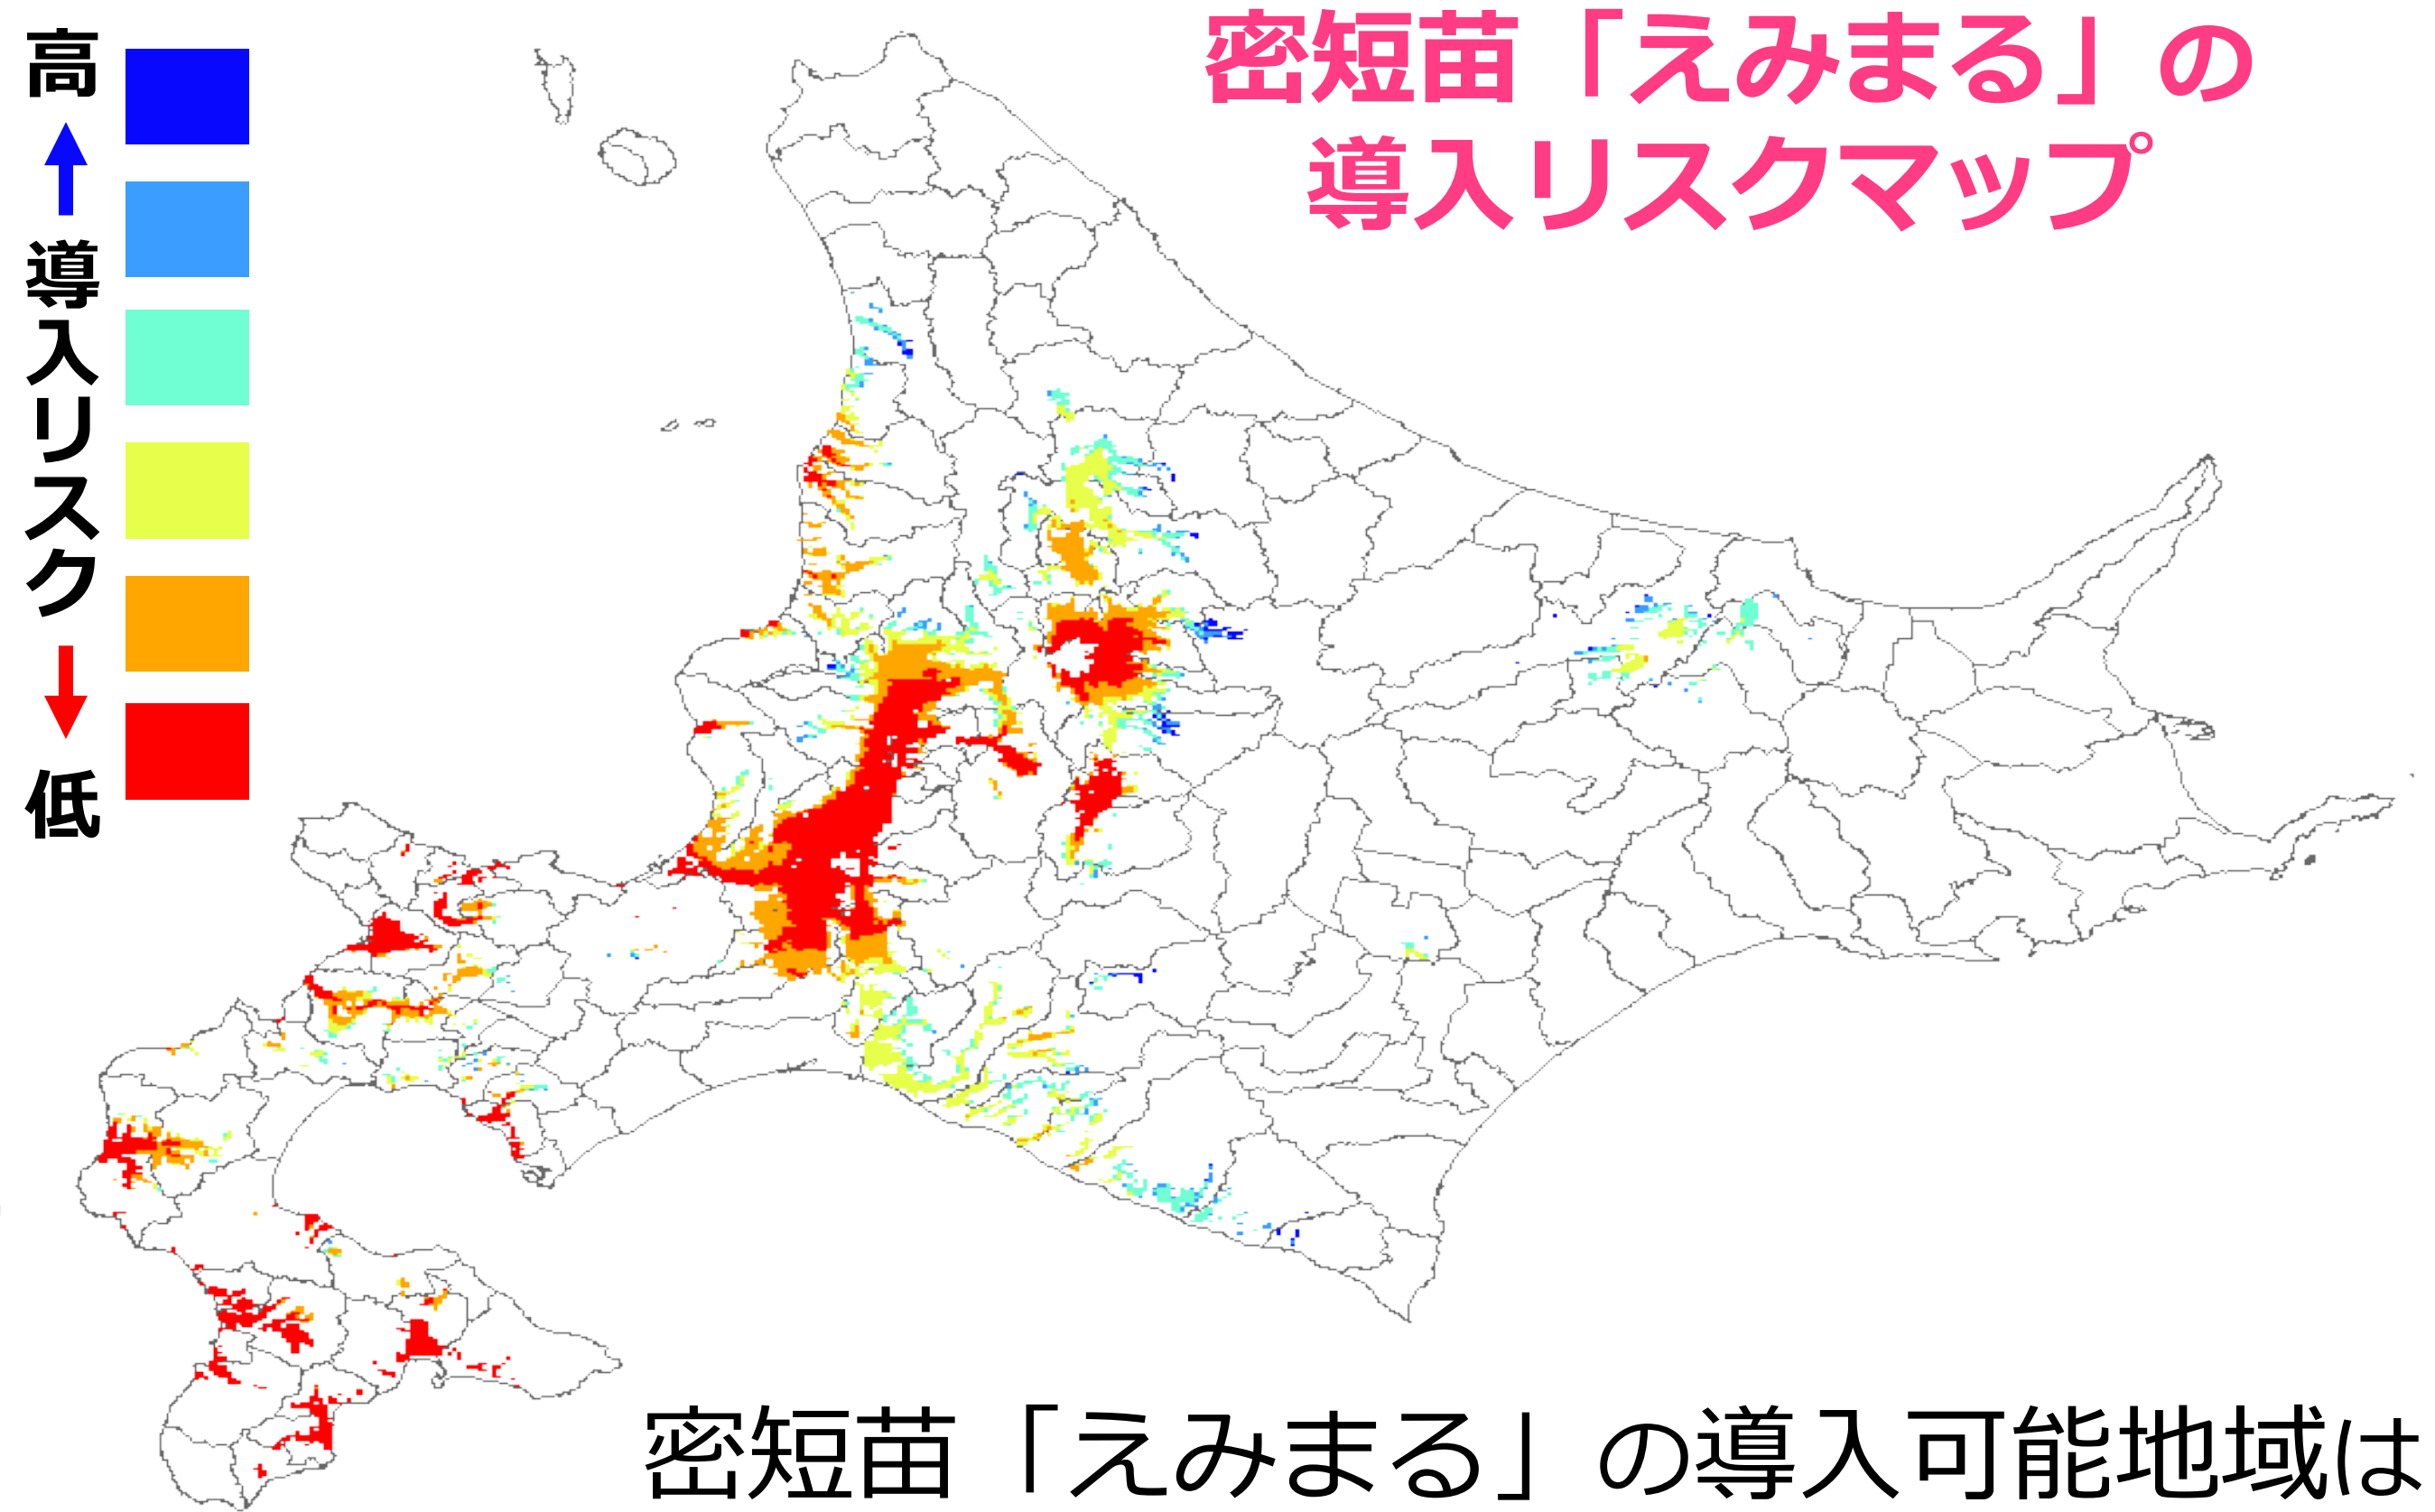 密短苗「えみまる」の
導入リスクマップ
高
導入リスク
低
密短苗「えみまる」の導入可能地域は